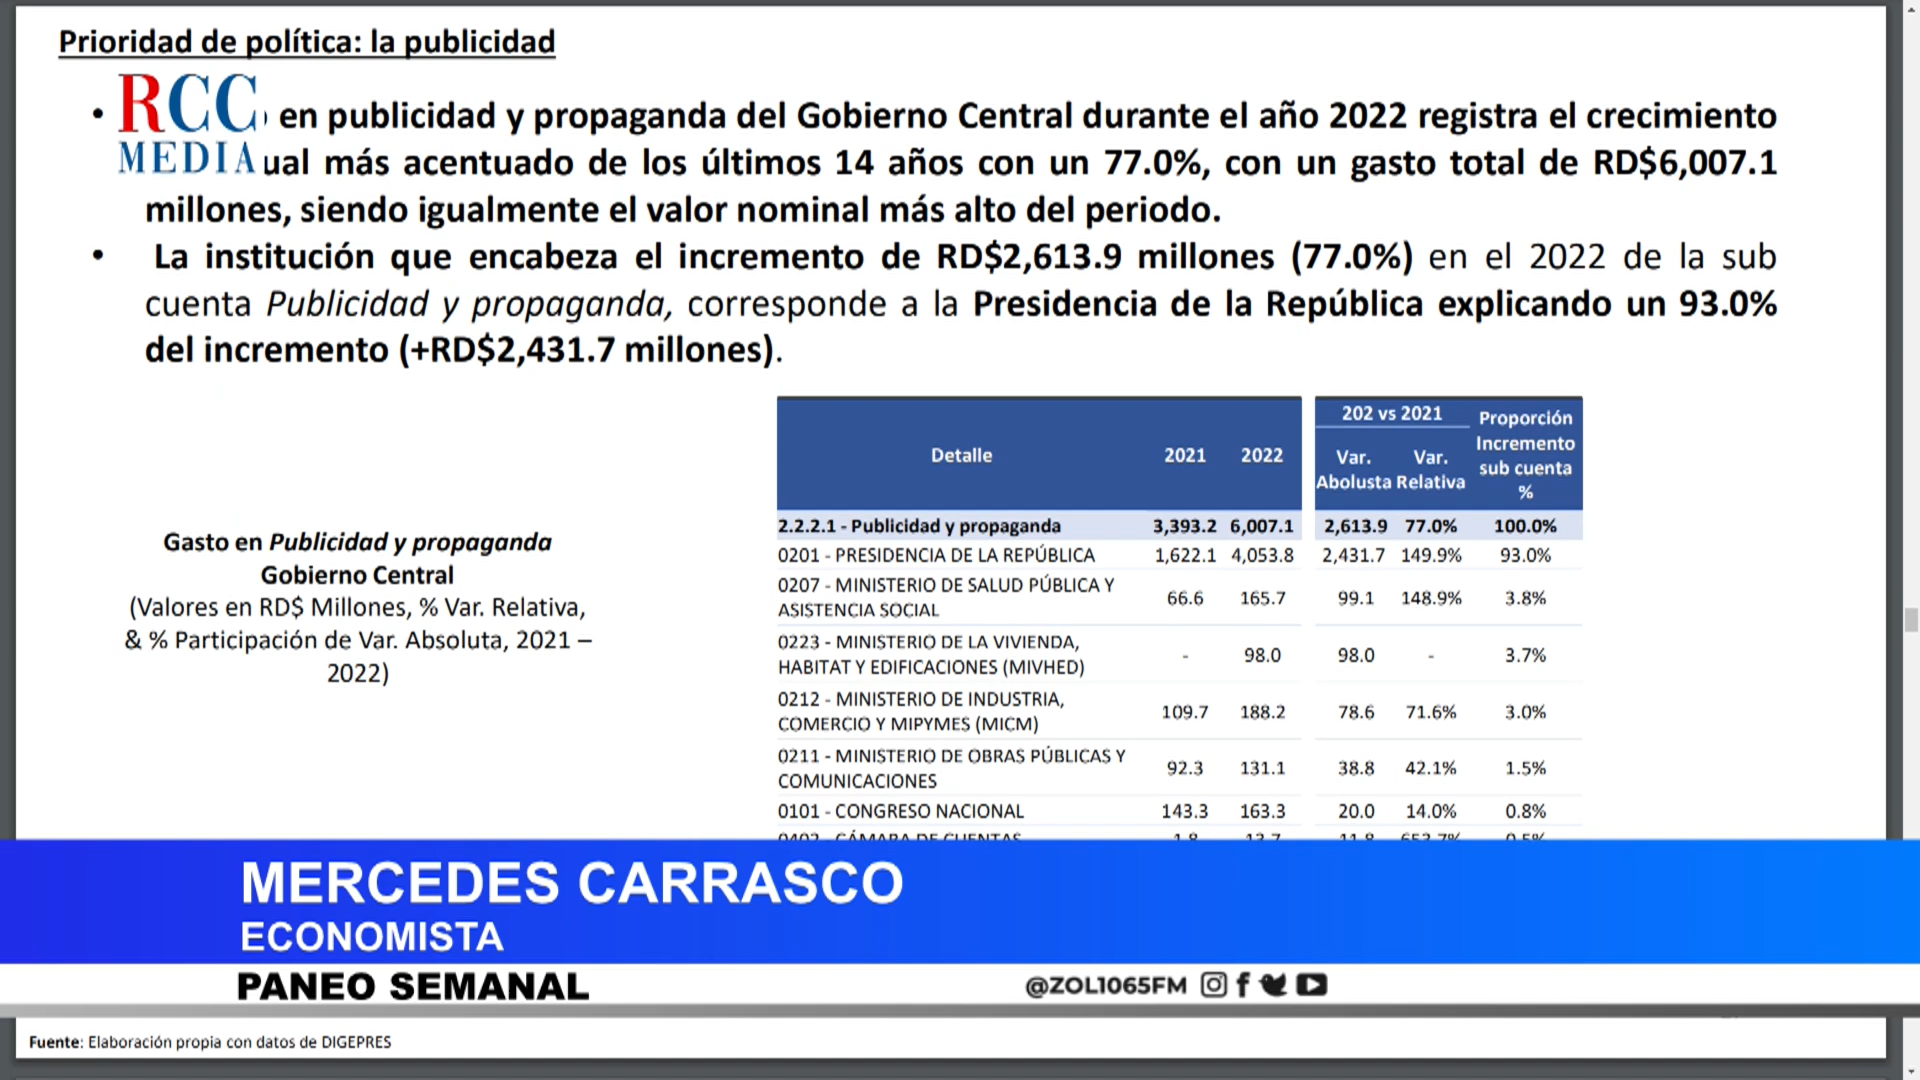 Prioridad de política: la publicidad
RCC
MEDIA
• en publicidad y propaganda del Gobierno Central durante el año 2022 registra el crecimiento
ual más acentuado de los últimos 14 años con un 77.0%, con un gasto total de RD$6,007.1
millones, siendo igualmente el valor nominal más alto del periodo.
• La institución que encabeza el incremento de RD$2,613.9 millones (77.0%) en el 2022 de la sub
cuenta Publicidad y propaganda, corresponde a la Presidencia de la República explicando un 93.0%
del incremento (+RD$2,431.7 millones).
Gasto en Publicidad y propaganda
Gobierno Central
(Valores en RD$ Millones, % Var. Relativa,
& % Participación de Var. Absoluta, 2021 –
2022)
Detalle 2021 2022
202 vs 2021
Var. Var.
Abolusta Relativa
Proporción
Incremento
sub cuenta
%
2.2.2.1 - Publicidad y propaganda 3,393.2 6,007.1 2,613.9 77.0% 100.0%
0201 - PRESIDENCIA DE LA REPÚBLICA 1,622.1 4,053.8 2,431.7 149.9% 93.0%
0207 - MINISTERIO DE SALUD PÚBLICA Y
ASISTENCIA SOCIAL 66.6 165.7 99.1 148.9% 3.8%
0223 - MINISTERIO DE LA VIVIENDA,
HABITAT Y EDIFICACIONES (MIVHED) - 98.0 98.0 - 3.7%
0212 - MINISTERIO DE INDUSTRIA,
COMERCIO Y MIPYMES (MICM) 109.7 188.2 78.6 71.6% 3.0%
0211 - MINISTERIO DE OBRAS PÚBLICAS Y
COMUNICACIONES 92.3 131.1 38.8 42.1% 1.5%
0101 - CONGRESO NACIONAL 143.3 163.3 20.0 14.0% 0.8%
CÁMARA DE CUENTAS
MERCEDES CARRASCO
ECONOMISTA
PANEO SEMANAL
@ZOL1065FM
Fuente: Elaboración propia con datos de DIGEPRES